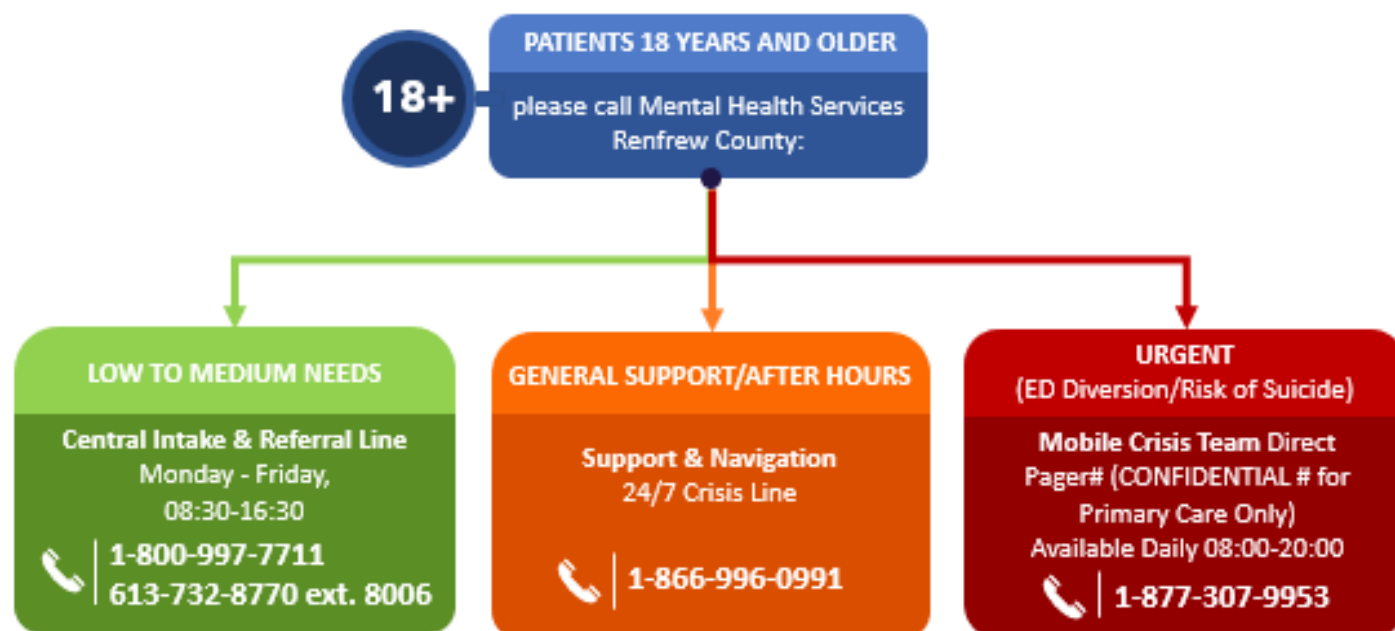 PATIENTS 18 YEARS AND OLDER
18+
please call Mental Health Services
Renfrew County:
LOW TO MEDIUM NEEDS
Central Intake & Referral Line
Monday - Friday,
08:30-16:30
1-800-997-7711
613-732-8770 ext. 8006
GENERAL SUPPORT/AFTER HOURS
Support & Navigation
24/7 Crisis Line
1-866-996-0991
URGENT
(ED Diversion/Risk of Suicide)
Mobile Crisis Team Direct
Pager# (CONFIDENTIAL # for
Primary Care Only)
Available Daily 08:00-20:00
1-877-307-9953